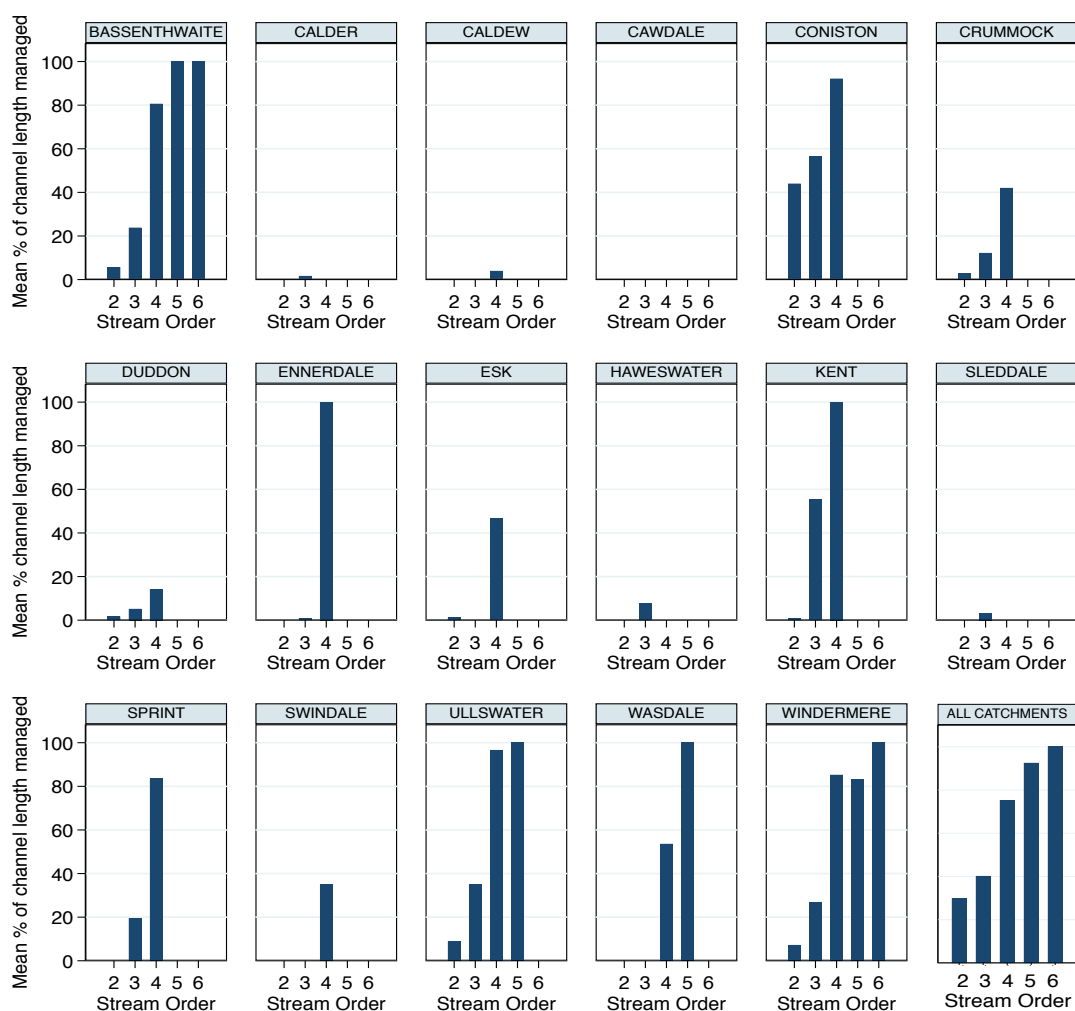 Mean % of channel length managed
BASSENTHWAITE CALDER CALDEW CAWDALE CONISTON CRUMMOCK
100
80
60
40
20
0
2 3 4 5 6 2 3 4 5 6 2 3 4 5 6 2 3 4 5 6 2 3 4 5 6 2 3 4 5 6
Stream Order Stream Order Stream Order Stream Order Stream Order Stream Order
Mean % channel length managed
DUDDON ENNERDALE ESK HAWESWATER KENT SLEDDALE
100
80
60
40
20
0
2 3 4 5 6 2 3 4 5 6 2 3 4 5 6 2 3 4 5 6 2 3 4 5 6 2 3 4 5 6
Stream Order Stream Order Stream Order Stream Order Stream Order Stream Order
Mean % of channel length managed
SPRINT SWINDALE ULLSWATER WASDALE WINDERMERE ALL CATCHMENTS
100
80
60
40
20
0
2 3 4 5 6 2 3 4 5 6 2 3 4 5 6 2 3 4 5 6 2 3 4 5 6 2 3 4 5 6
Stream Order Stream Order Stream Order Stream Order Stream Order Stream Order